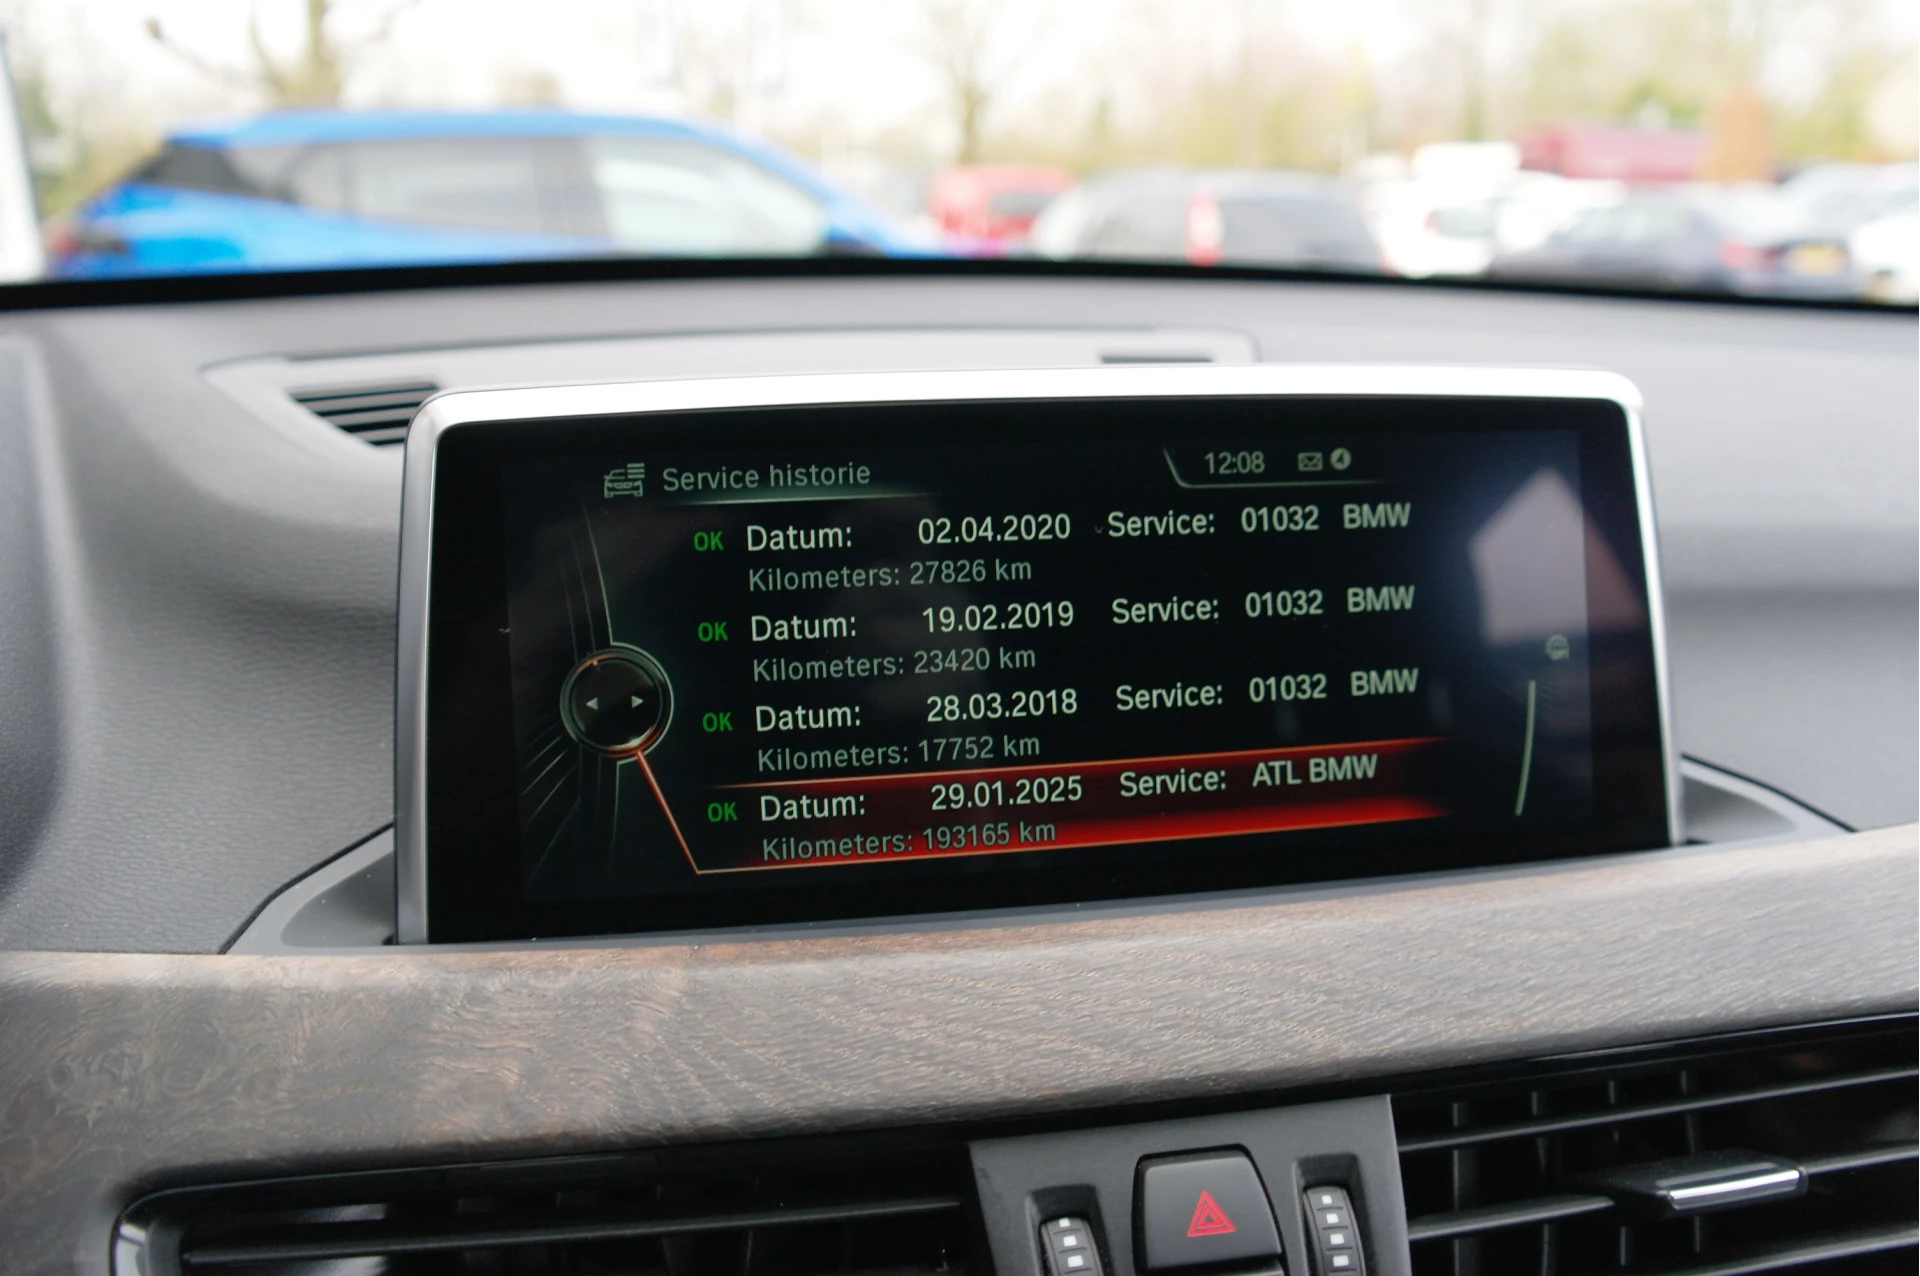 Service historie 12:08
OK Datum: 02.04.2020 Service: 01032 BMW
Kilometers: 27826 km
OK Datum: 19.02.2019 Service: 01032 BMW
Kilometers: 23420 km
OK Datum: 28.03.2018 Service: 01032 BMW
Kilometers: 17752 km
OK Datum: 29.01.2025 Service: ATL BMW
Kilometers: 193165 km